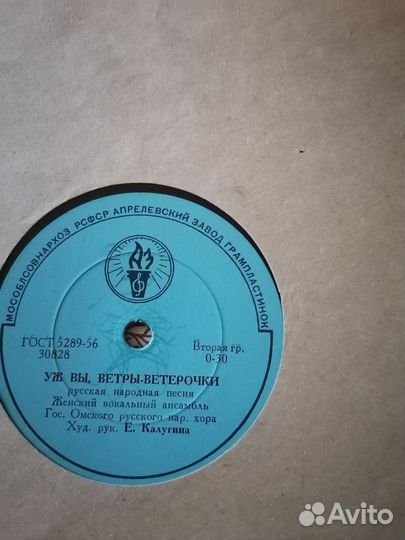 МОСОБЛСОВНАРХОЗ РСФСР АПРЕЛЕВСКИЙ ЗАВОД ГРАМПЛАСТИНОК
АЗ
ГОСТ 5289-56
30828
Вторая гр.
0-30
УЖ ВЫ, ВЕТРЫ-ВЕТЕРОЧКИ
русская народная песня
Женский вокальный ансамбль
Гос. Омского русского нар. хора
Худ. рук. Е. Калугина
Avito